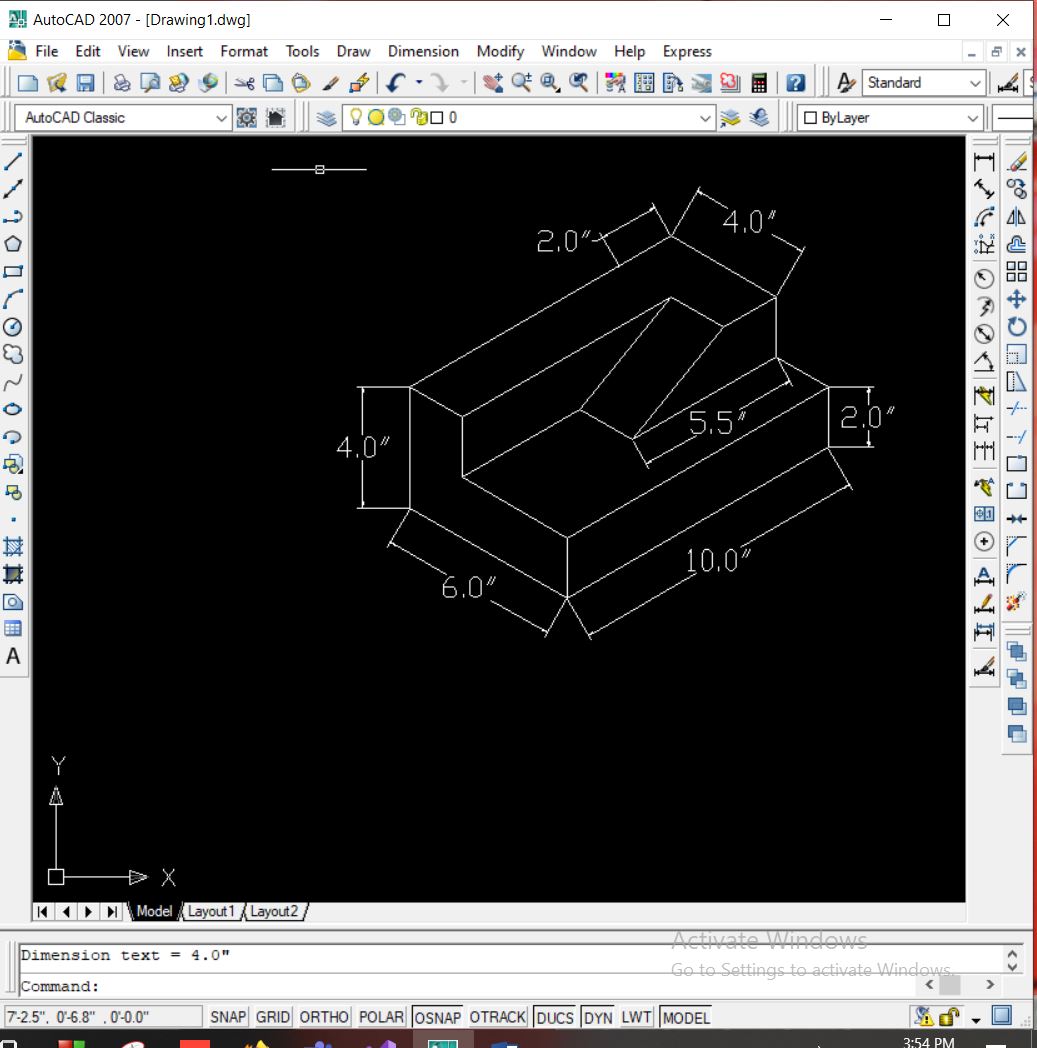 AutoCAD 2007 - [Drawing1.dwg]
File Edit View Insert Format Tools Draw Dimension Modify Window Help Express
Standard
AutoCAD Classic 0 ByLayer
4.0"
2.0"
5.5" 2.0"
4.0"
10.0"
6.0"
Y
X
Model Layout1 Layout2
Activate Windows
Dimension text = 4.0"
Go to Settings to activate Windows.
Command:
7'-2.5", 0'-6.8" , 0'-0.0" SNAP GRID ORTHO POLAR OSNAP OTRACK DUCS DYN LWT MODEL
3:54 PM